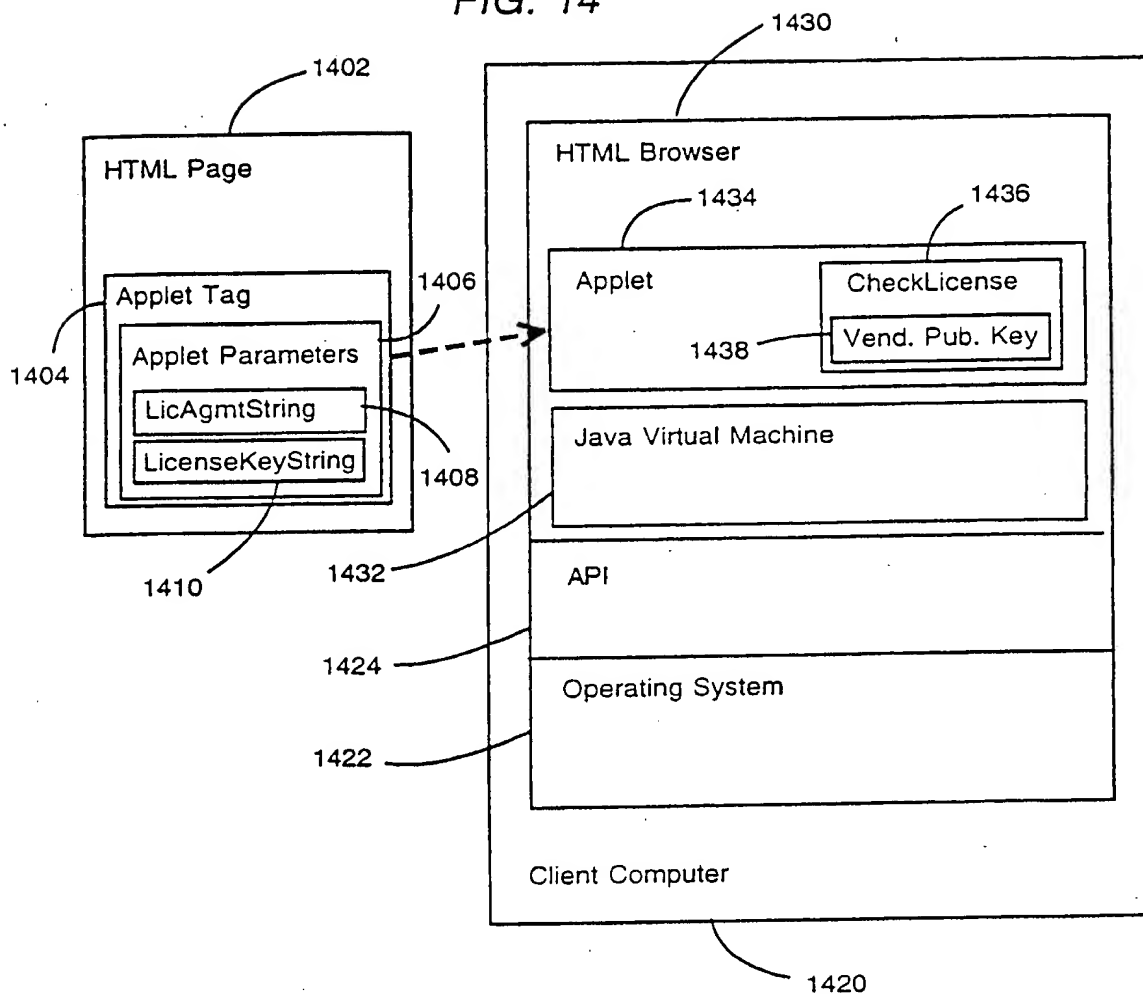 FIG. 14
1430
1402
HTML Page
HTML Browser
1434
1436
1406
Applet Tag
Applet
CheckLicense
Applet Parameters
1438
Vend. Pub. Key
1404
LicAgmtString
Java Virtual Machine
LicenseKeyString
1408
1432
1410
API
1424
Operating System
1422
Client Computer
1420